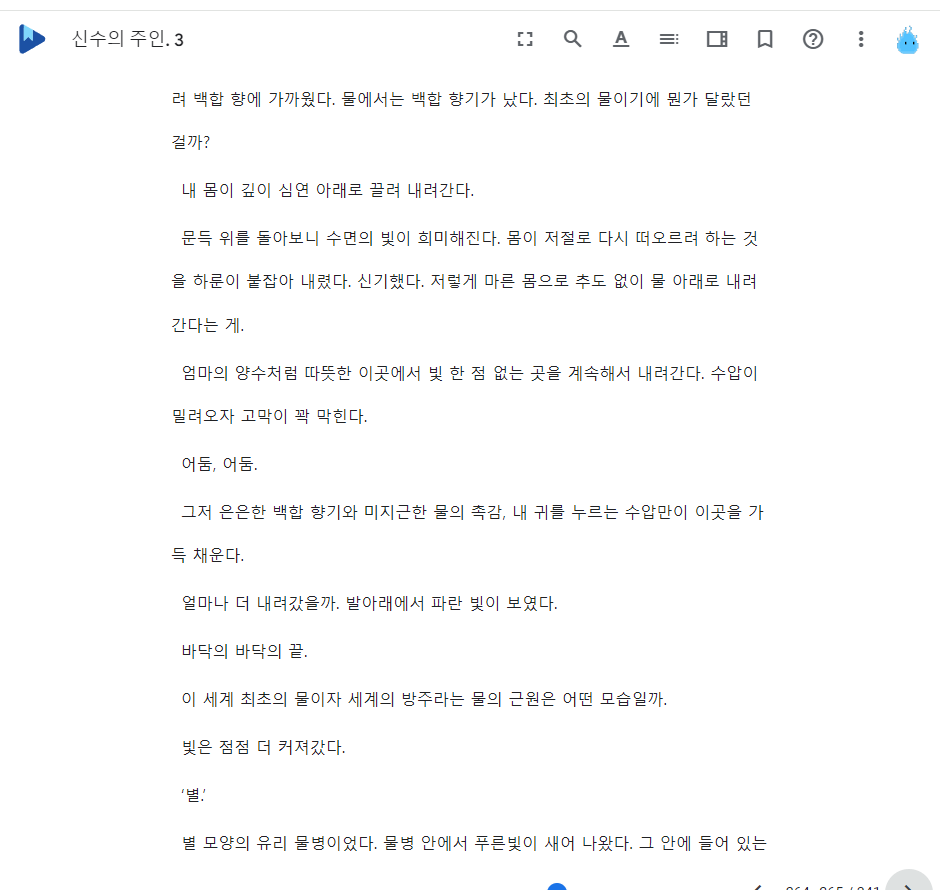 신수의 주인. 3
려 백합 향에 가까웠다. 물에서는 백합 향기가 났다. 최초의 물이기에 뭔가 달랐던
걸까?
내 몸이 깊이 심연 아래로 끌려 내려간다.
문득 위를 돌아보니 수면의 빛이 희미해진다. 몸이 저절로 다시 떠오르려 하는 것
을 하룬이 붙잡아 내렸다. 신기했다. 저렇게 마른 몸으로 추도 없이 물 아래로 내려
간다는 게.
엄마의 양수처럼 따뜻한 이곳에서 빛 한 점 없는 곳을 계속해서 내려간다. 수압이
밀려오자 고막이 꽉 막힌다.
어둠, 어둠.
그저 은은한 백합 향기와 미지근한 물의 촉감, 내 귀를 누르는 수압만이 이곳을 가
득 채운다.
얼마나 더 내려갔을까. 발아래에서 파란 빛이 보였다.
바닥의 바닥의 끝.
이 세계 최초의 물이자 세계의 방주라는 물의 근원은 어떤 모습일까.
빛은 점점 더 커져갔다.
‘별.’
별 모양의 유리 물병이었다. 물병 안에서 푸른빛이 새어 나왔다. 그 안에 들어 있는